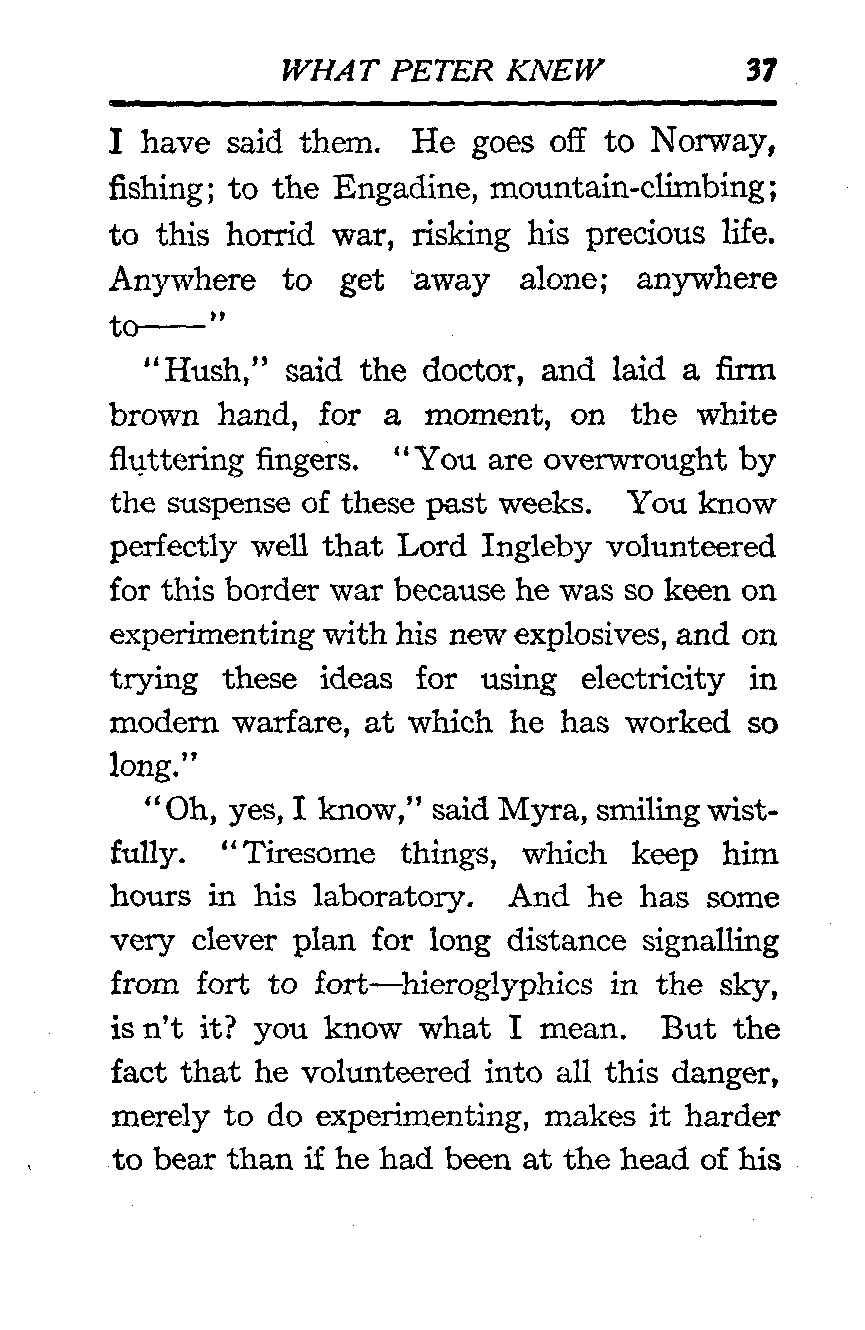 WHAT PETER KNEW 37
I have said them. He goes off to Norway,
fishing; to the Engadine, mountain-climbing;
to this horrid war, risking his precious life.
Anywhere to get away alone; anywhere
to——"
"Hush," said the doctor, and laid a firm
brown hand, for a moment, on the white
fluttering fingers. "You are overwrought by
the suspense of these past weeks. You know
perfectly well that Lord Ingleby volunteered
for this border war because he was so keen on
experimenting with his new explosives, and on
trying these ideas for using electricity in
modern warfare, at which he has worked so
long."
"Oh, yes, I know," said Myra, smiling wist-
fully. "Tiresome things, which keep him
hours in his laboratory. And he has some
very clever plan for long distance signalling
from fort to fort—hieroglyphics in the sky,
is n't it? you know what I mean. But the
fact that he volunteered into all this danger,
merely to do experimenting, makes it harder
to bear than if he had been at the head of his